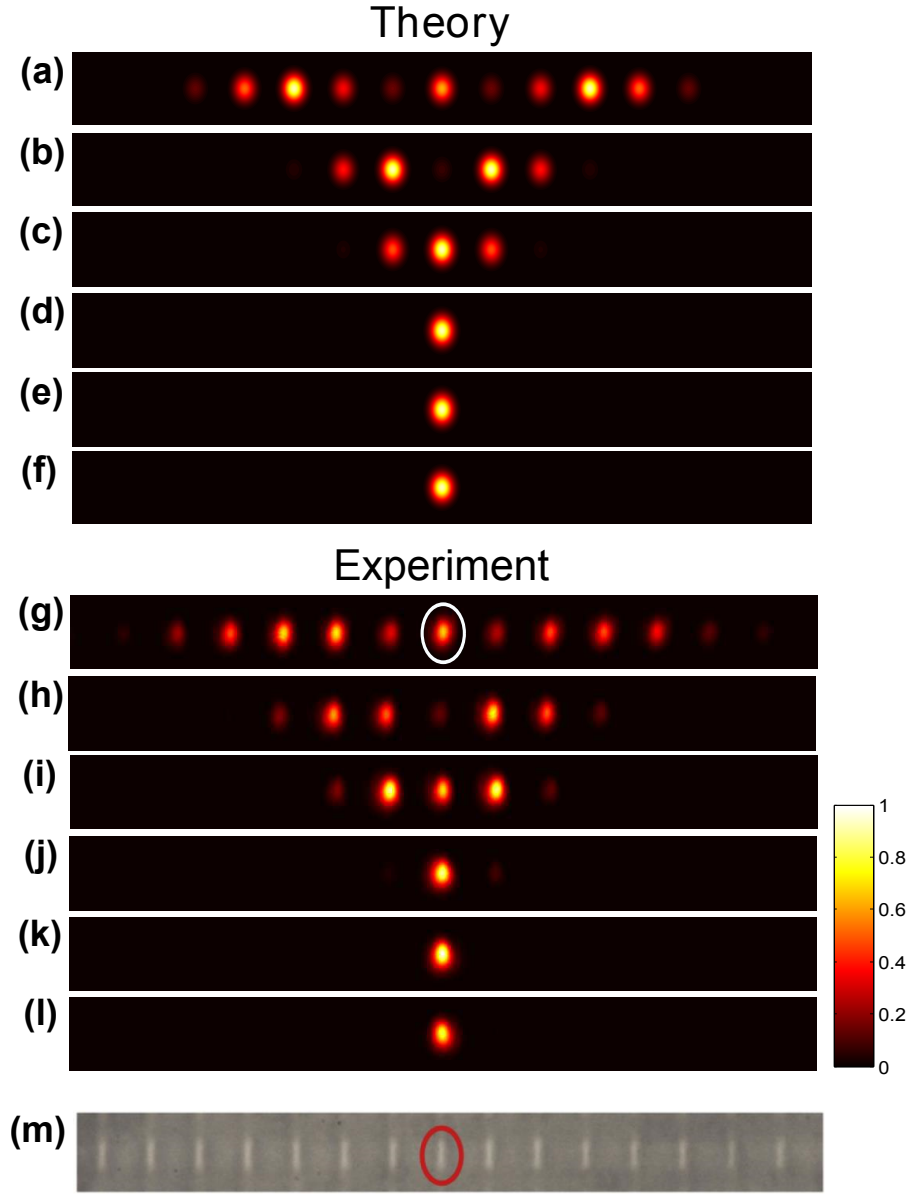 Theory
(a)
(b)
(c)
(d)
(e)
(f)
Experiment
(g)
(h)
(i)
1
(j)
0.8
0.6
(k)
0.4
0.2
(l)
0
(m)